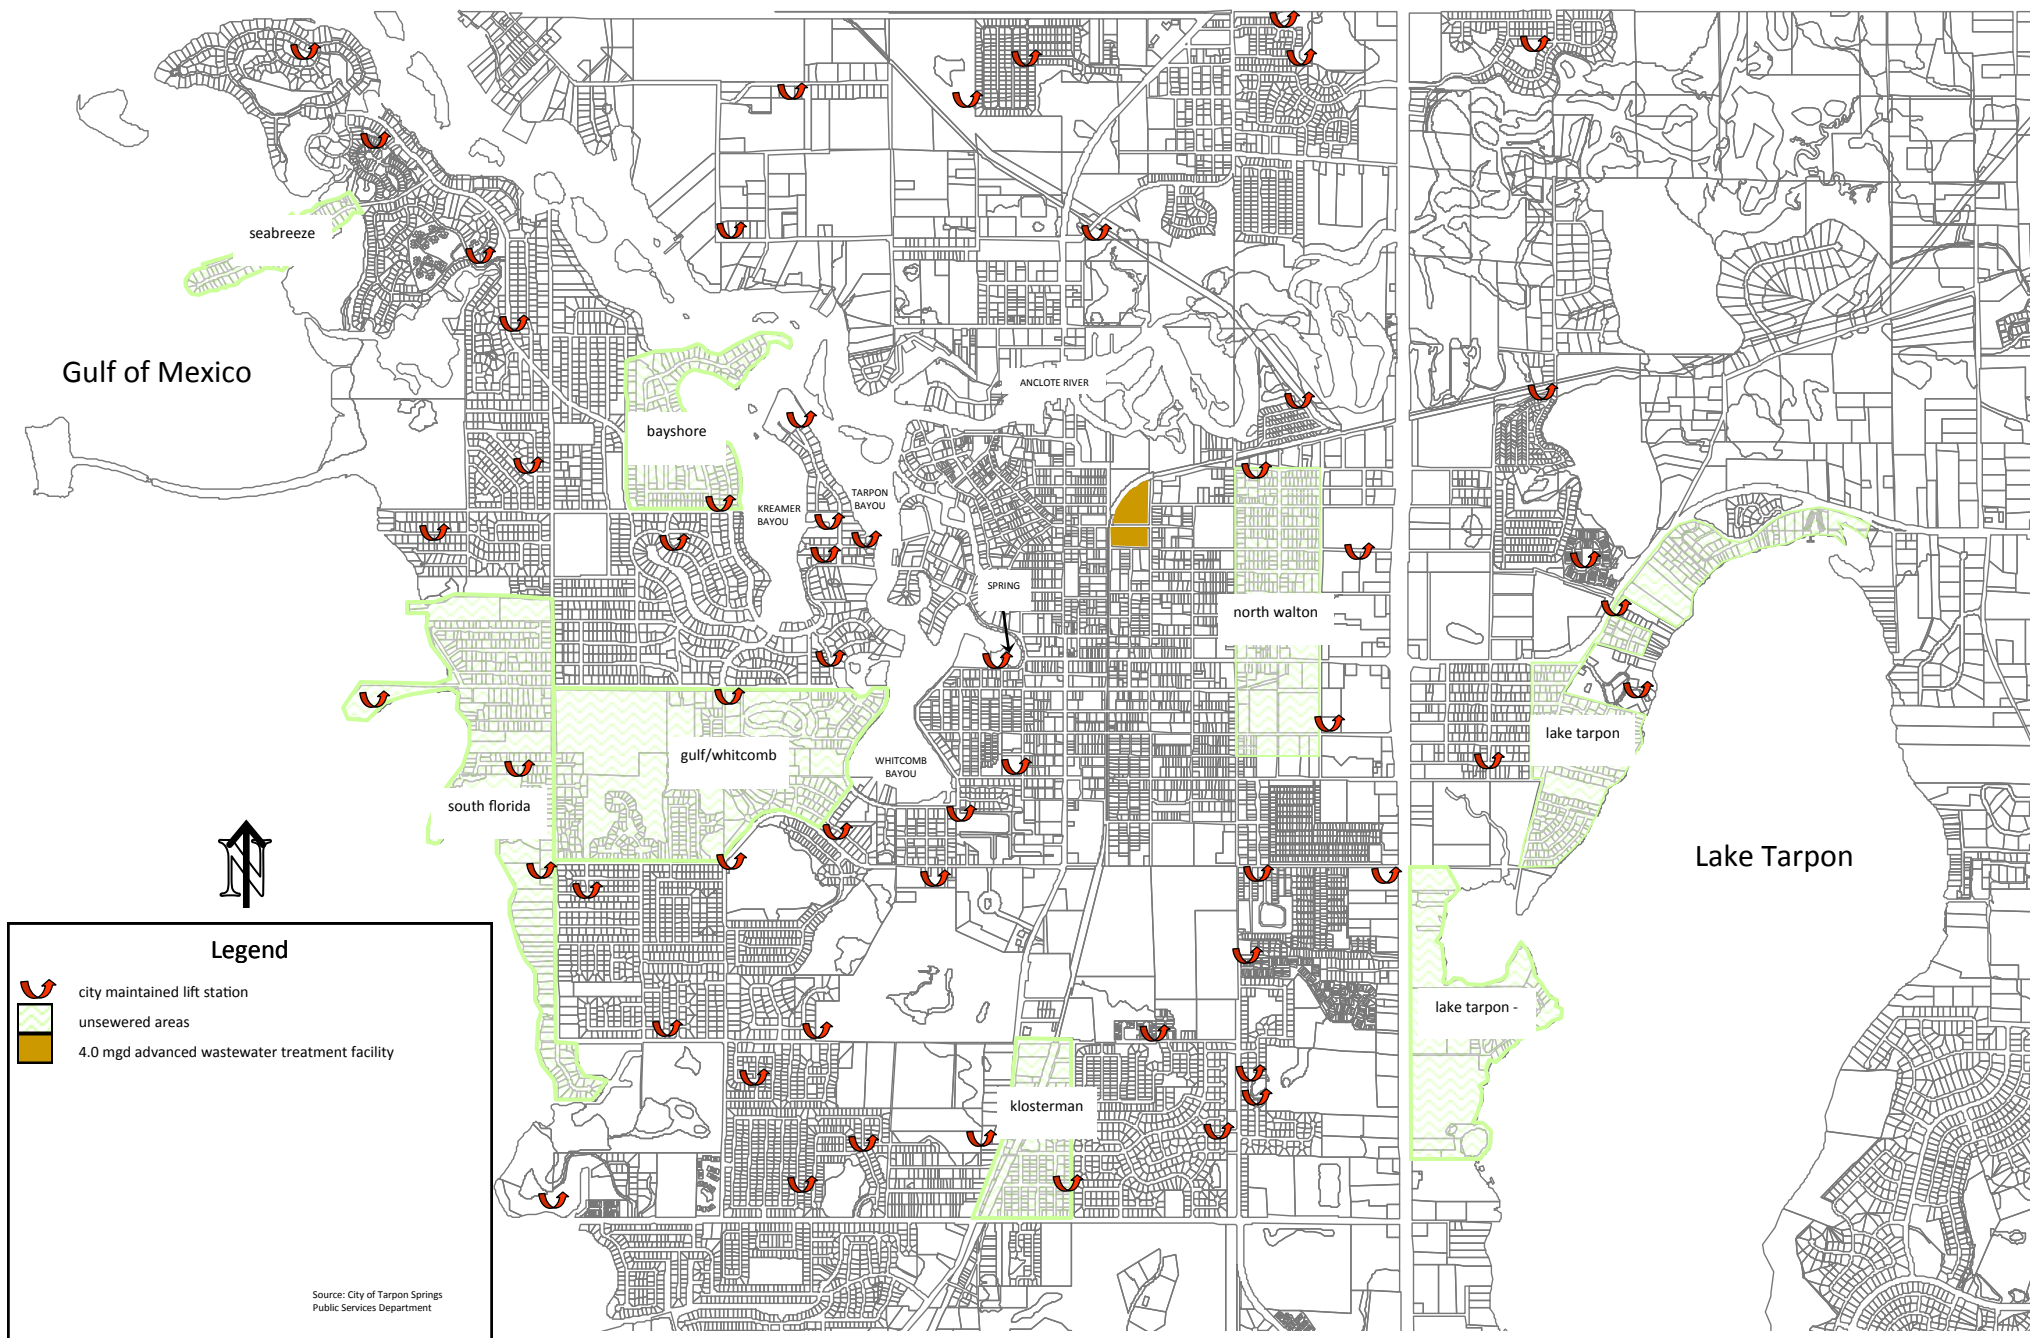 seabreeze
Gulf of Mexico
ANCLOTE RIVER
bayshore
TARPON
BAYOU
KREAMER
BAYOU
SPRING
north walton
lake tarpon
gulf/whitcomb
WHITCOMB
BAYOU
south florida
N
Lake Tarpon
lake tarpon -
klosterman
Legend
city maintained lift station
unsewered areas
4.0 mgd advanced wastewater treatment facility
Source: City of Tarpon Springs
Public Services Department